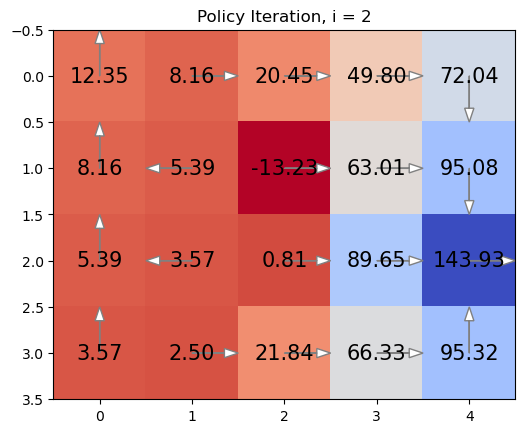 Policy Iteration, i = 2
−0.5
0.0 12.35 8.16 20.45 49.80 72.04
0.5
1.0 8.16 5.39 -13.23 63.01 95.08
1.5
2.0 5.39 3.57 0.81 89.65 143.93
2.5
3.0 3.57 2.50 21.84 66.33 95.32
3.5
0 1 2 3 4